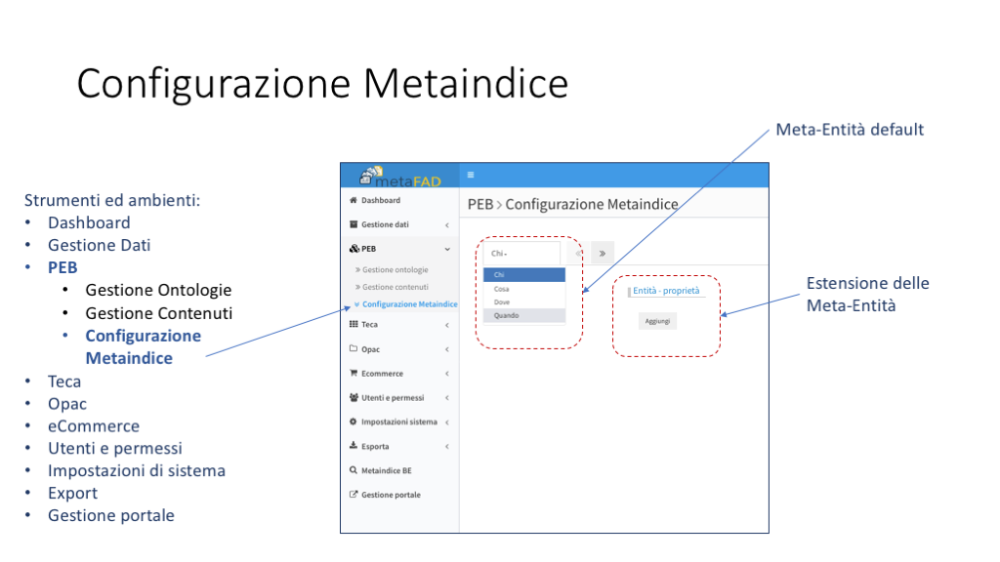 Configurazione Metaindice
Meta-Entità default
Strumenti ed ambienti:
• Dashboard
• Gestione Dati
• PEB
• Gestione Ontologie
• Gestione Contenuti
• Configurazione
Metaindice
• Teca
• Opac
• eCommerce
• Utenti e permessi
• Impostazioni di sistema
• Export
• Gestione portale
metaFAD
Dashboard
Gestione dati
PEB
» Gestione ontologie
» Gestione contenuti
Configurazione Metaindice
Teca
Opac
Ecommerce
Utenti e permessi
Impostazioni sistema
Esporta
Metaindice BE
Gestione portale
PEB > Configurazione Metaindice
Chi
« »
Chi
Cosa
Dove
Quando
Entità - proprietà
Aggiungi
Estensione delle
Meta-Entità